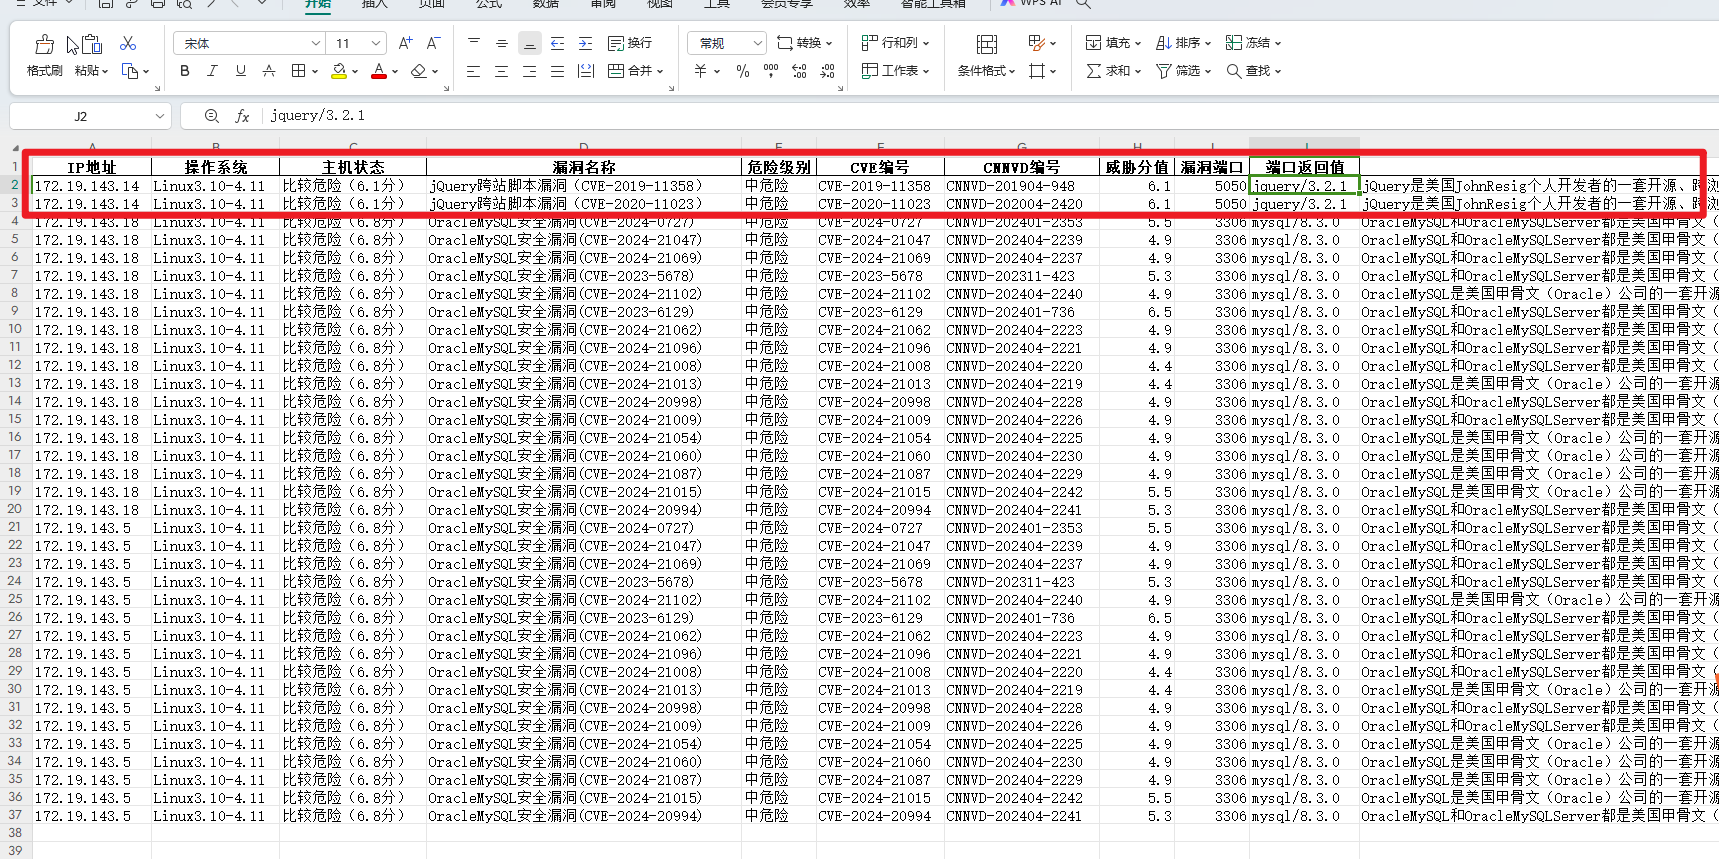 文件 开始 插入 页面 公式 数据 审阅 视图 工具 会员专享 效率 智能工具箱 WPS AI
宋体 11 换行 常规 转换 行和列 填充 排序 冻结
格式刷 粘贴 B I U A A 合并 ¥ % 工作表 条件格式 求和 筛选 查找
J2 fx jquery/3.2.1
1 IP地址 操作系统 主机状态 漏洞名称 危险级别 CVE编号 CNNVD编号 威胁分值 漏洞端口 端口返回值
2 172.19.143.14 Linux3.10-4.11 比较危险（6.1分） jQuery跨站脚本漏洞（CVE-2019-11358） 中危险 CVE-2019-11358 CNNVD-201904-948 6.1 5050 jquery/3.2.1 jQuery是美国JohnResig个人开发者的一套开源、跨浏
3 172.19.143.14 Linux3.10-4.11 比较危险（6.1分） jQuery跨站脚本漏洞（CVE-2020-11023） 中危险 CVE-2020-11023 CNNVD-202004-2420 6.1 5050 jquery/3.2.1 jQuery是美国JohnResig个人开发者的一套开源、跨浏
4 172.19.143.18 Linux3.10-4.11 比较危险（6.8分） OracleMySQL安全漏洞(CVE-2024-0727) 中危险 CVE-2024-0727 CNNVD-202401-2353 5.5 3306 mysql/8.3.0 OracleMySQL和OracleMySQLServer都是美国甲骨文（
5 172.19.143.18 Linux3.10-4.11 比较危险（6.8分） OracleMySQL安全漏洞(CVE-2024-21047) 中危险 CVE-2024-21047 CNNVD-202404-2239 4.9 3306 mysql/8.3.0 OracleMySQL和OracleMySQLServer都是美国甲骨文（
6 172.19.143.18 Linux3.10-4.11 比较危险（6.8分） OracleMySQL安全漏洞(CVE-2024-21069) 中危险 CVE-2024-21069 CNNVD-202404-2237 4.9 3306 mysql/8.3.0 OracleMySQL和OracleMySQLServer都是美国甲骨文（
7 172.19.143.18 Linux3.10-4.11 比较危险（6.8分） OracleMySQL安全漏洞(CVE-2023-5678) 中危险 CVE-2023-5678 CNNVD-202311-423 5.3 3306 mysql/8.3.0 OracleMySQL和OracleMySQLServer都是美国甲骨文（
8 172.19.143.18 Linux3.10-4.11 比较危险（6.8分） OracleMySQL安全漏洞(CVE-2024-21102) 中危险 CVE-2024-21102 CNNVD-202404-2240 4.9 3306 mysql/8.3.0 OracleMySQL是美国甲骨文（Oracle）公司的一套开源
9 172.19.143.18 Linux3.10-4.11 比较危险（6.8分） OracleMySQL安全漏洞(CVE-2023-6129) 中危险 CVE-2023-6129 CNNVD-202401-736 6.5 3306 mysql/8.3.0 OracleMySQL和OracleMySQLServer都是美国甲骨文（
10 172.19.143.18 Linux3.10-4.11 比较危险（6.8分） OracleMySQL安全漏洞(CVE-2024-21062) 中危险 CVE-2024-21062 CNNVD-202404-2223 4.9 3306 mysql/8.3.0 OracleMySQL和OracleMySQLServer都是美国甲骨文（
11 172.19.143.18 Linux3.10-4.11 比较危险（6.8分） OracleMySQL安全漏洞(CVE-2024-21096) 中危险 CVE-2024-21096 CNNVD-202404-2221 4.9 3306 mysql/8.3.0 OracleMySQL和OracleMySQLServer都是美国甲骨文（
12 172.19.143.18 Linux3.10-4.11 比较危险（6.8分） OracleMySQL安全漏洞(CVE-2024-21008) 中危险 CVE-2024-21008 CNNVD-202404-2220 4.4 3306 mysql/8.3.0 OracleMySQL和OracleMySQLServer都是美国甲骨文（
13 172.19.143.18 Linux3.10-4.11 比较危险（6.8分） OracleMySQL安全漏洞(CVE-2024-21013) 中危险 CVE-2024-21013 CNNVD-202404-2219 4.4 3306 mysql/8.3.0 OracleMySQL是美国甲骨文（Oracle）公司的一套开源
14 172.19.143.18 Linux3.10-4.11 比较危险（6.8分） OracleMySQL安全漏洞(CVE-2024-20998) 中危险 CVE-2024-20998 CNNVD-202404-2228 4.9 3306 mysql/8.3.0 OracleMySQL和OracleMySQLServer都是美国甲骨文（
15 172.19.143.18 Linux3.10-4.11 比较危险（6.8分） OracleMySQL安全漏洞(CVE-2024-21009) 中危险 CVE-2024-21009 CNNVD-202404-2226 4.9 3306 mysql/8.3.0 OracleMySQL和OracleMySQLServer都是美国甲骨文（
16 172.19.143.18 Linux3.10-4.11 比较危险（6.8分） OracleMySQL安全漏洞(CVE-2024-21054) 中危险 CVE-2024-21054 CNNVD-202404-2225 4.9 3306 mysql/8.3.0 OracleMySQL是美国甲骨文（Oracle）公司的一套开源
17 172.19.143.18 Linux3.10-4.11 比较危险（6.8分） OracleMySQL安全漏洞(CVE-2024-21060) 中危险 CVE-2024-21060 CNNVD-202404-2230 4.9 3306 mysql/8.3.0 OracleMySQL是美国甲骨文（Oracle）公司的一套开源
18 172.19.143.18 Linux3.10-4.11 比较危险（6.8分） OracleMySQL安全漏洞(CVE-2024-21087) 中危险 CVE-2024-21087 CNNVD-202404-2229 4.9 3306 mysql/8.3.0 OracleMySQL是美国甲骨文（Oracle）公司的一套开源
19 172.19.143.18 Linux3.10-4.11 比较危险（6.8分） OracleMySQL安全漏洞(CVE-2024-21015) 中危险 CVE-2024-21015 CNNVD-202404-2242 5.5 3306 mysql/8.3.0 OracleMySQL是美国甲骨文（Oracle）公司的一套开源
20 172.19.143.18 Linux3.10-4.11 比较危险（6.8分） OracleMySQL安全漏洞(CVE-2024-20994) 中危险 CVE-2024-20994 CNNVD-202404-2241 5.3 3306 mysql/8.3.0 OracleMySQL和OracleMySQLServer都是美国甲骨文（
21 172.19.143.5 Linux3.10-4.11 比较危险（6.8分） OracleMySQL安全漏洞(CVE-2024-0727) 中危险 CVE-2024-0727 CNNVD-202401-2353 5.5 3306 mysql/8.3.0 OracleMySQL和OracleMySQLServer都是美国甲骨文（
22 172.19.143.5 Linux3.10-4.11 比较危险（6.8分） OracleMySQL安全漏洞(CVE-2024-21047) 中危险 CVE-2024-21047 CNNVD-202404-2239 4.9 3306 mysql/8.3.0 OracleMySQL和OracleMySQLServer都是美国甲骨文（
23 172.19.143.5 Linux3.10-4.11 比较危险（6.8分） OracleMySQL安全漏洞(CVE-2024-21069) 中危险 CVE-2024-21069 CNNVD-202404-2237 4.9 3306 mysql/8.3.0 OracleMySQL和OracleMySQLServer都是美国甲骨文（
24 172.19.143.5 Linux3.10-4.11 比较危险（6.8分） OracleMySQL安全漏洞(CVE-2023-5678) 中危险 CVE-2023-5678 CNNVD-202311-423 5.3 3306 mysql/8.3.0 OracleMySQL和OracleMySQLServer都是美国甲骨文（
25 172.19.143.5 Linux3.10-4.11 比较危险（6.8分） OracleMySQL安全漏洞(CVE-2024-21102) 中危险 CVE-2024-21102 CNNVD-202404-2240 4.9 3306 mysql/8.3.0 OracleMySQL是美国甲骨文（Oracle）公司的一套开源
26 172.19.143.5 Linux3.10-4.11 比较危险（6.8分） OracleMySQL安全漏洞(CVE-2023-6129) 中危险 CVE-2023-6129 CNNVD-202401-736 6.5 3306 mysql/8.3.0 OracleMySQL和OracleMySQLServer都是美国甲骨文（
27 172.19.143.5 Linux3.10-4.11 比较危险（6.8分） OracleMySQL安全漏洞(CVE-2024-21062) 中危险 CVE-2024-21062 CNNVD-202404-2223 4.9 3306 mysql/8.3.0 OracleMySQL和OracleMySQLServer都是美国甲骨文（
28 172.19.143.5 Linux3.10-4.11 比较危险（6.8分） OracleMySQL安全漏洞(CVE-2024-21096) 中危险 CVE-2024-21096 CNNVD-202404-2221 4.9 3306 mysql/8.3.0 OracleMySQL和OracleMySQLServer都是美国甲骨文（
29 172.19.143.5 Linux3.10-4.11 比较危险（6.8分） OracleMySQL安全漏洞(CVE-2024-21008) 中危险 CVE-2024-21008 CNNVD-202404-2220 4.4 3306 mysql/8.3.0 OracleMySQL和OracleMySQLServer都是美国甲骨文（
30 172.19.143.5 Linux3.10-4.11 比较危险（6.8分） OracleMySQL安全漏洞(CVE-2024-21013) 中危险 CVE-2024-21013 CNNVD-202404-2219 4.4 3306 mysql/8.3.0 OracleMySQL是美国甲骨文（Oracle）公司的一套开源
31 172.19.143.5 Linux3.10-4.11 比较危险（6.8分） OracleMySQL安全漏洞(CVE-2024-20998) 中危险 CVE-2024-20998 CNNVD-202404-2228 4.9 3306 mysql/8.3.0 OracleMySQL和OracleMySQLServer都是美国甲骨文（
32 172.19.143.5 Linux3.10-4.11 比较危险（6.8分） OracleMySQL安全漏洞(CVE-2024-21009) 中危险 CVE-2024-21009 CNNVD-202404-2226 4.9 3306 mysql/8.3.0 OracleMySQL和OracleMySQLServer都是美国甲骨文（
33 172.19.143.5 Linux3.10-4.11 比较危险（6.8分） OracleMySQL安全漏洞(CVE-2024-21054) 中危险 CVE-2024-21054 CNNVD-202404-2225 4.9 3306 mysql/8.3.0 OracleMySQL是美国甲骨文（Oracle）公司的一套开源
34 172.19.143.5 Linux3.10-4.11 比较危险（6.8分） OracleMySQL安全漏洞(CVE-2024-21060) 中危险 CVE-2024-21060 CNNVD-202404-2230 4.9 3306 mysql/8.3.0 OracleMySQL是美国甲骨文（Oracle）公司的一套开源
35 172.19.143.5 Linux3.10-4.11 比较危险（6.8分） OracleMySQL安全漏洞(CVE-2024-21087) 中危险 CVE-2024-21087 CNNVD-202404-2229 4.9 3306 mysql/8.3.0 OracleMySQL是美国甲骨文（Oracle）公司的一套开源
36 172.19.143.5 Linux3.10-4.11 比较危险（6.8分） OracleMySQL安全漏洞(CVE-2024-21015) 中危险 CVE-2024-21015 CNNVD-202404-2242 5.5 3306 mysql/8.3.0 OracleMySQL是美国甲骨文（Oracle）公司的一套开源
37 172.19.143.5 Linux3.10-4.11 比较危险（6.8分） OracleMySQL安全漏洞(CVE-2024-20994) 中危险 CVE-2024-20994 CNNVD-202404-2241 5.3 3306 mysql/8.3.0 OracleMySQL和OracleMySQLServer都是美国甲骨文（
38
39